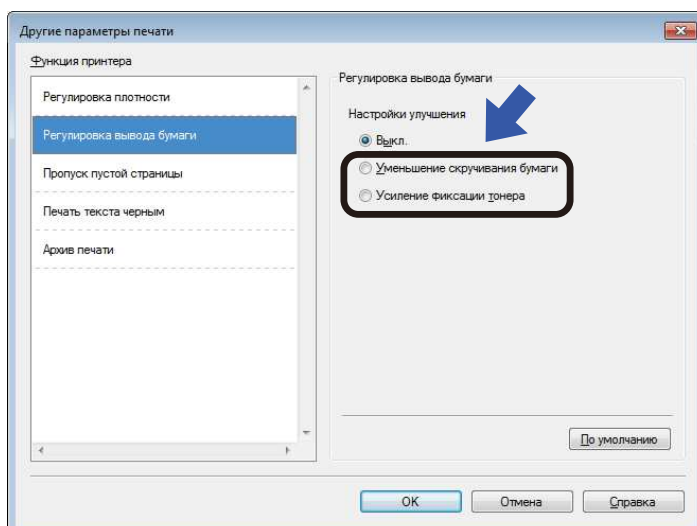 Другие параметры печати
Функция принтера
Регулировка плотности
Регулировка вывода бумаги
Пропуск пустой страницы
Печать текста черным
Архив печати
Регулировка вывода бумаги
Настройки улучшения
Выкл.
Уменьшение скручивания бумаги
Усиление фиксации тонера
По умолчанию
OK
Отмена
Справка